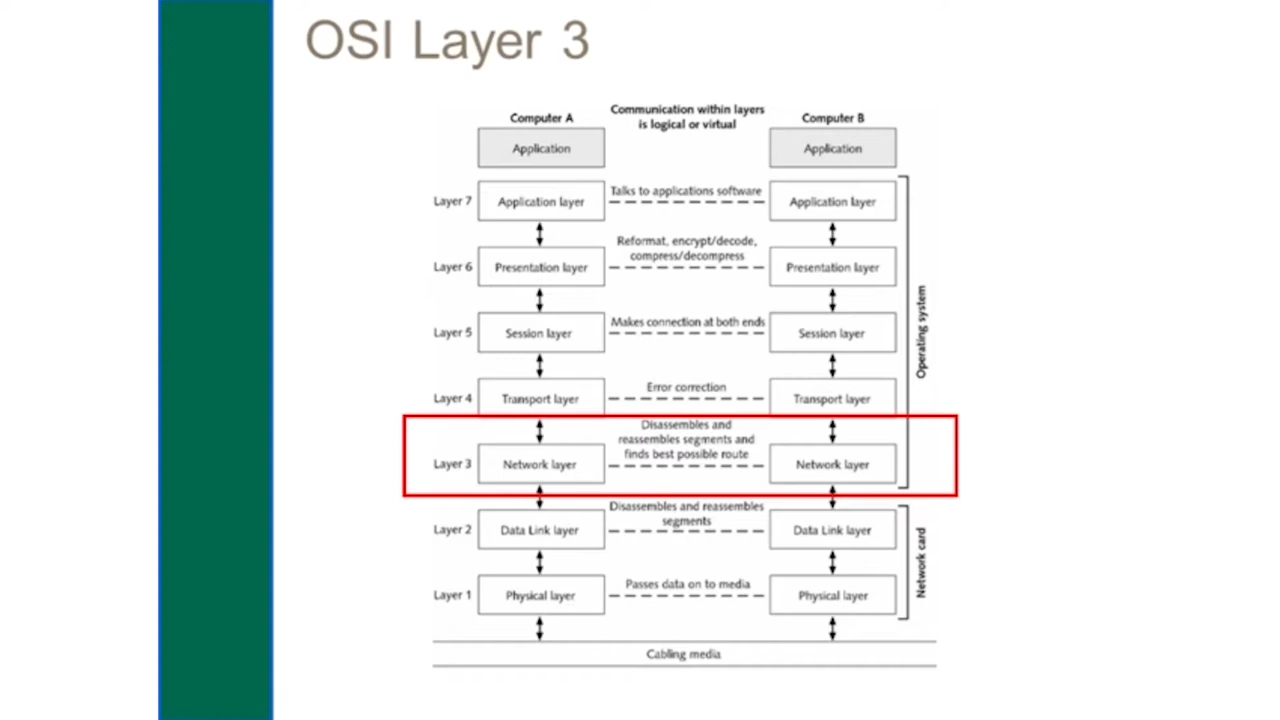 OSI Layer 3
Computer A
Communication within layers
is logical or virtual
Computer B
Application
Application
Layer 7
Application layer
Talks to applications software
Application layer
Layer 6
Presentation layer
Reformat, encrypt/decode,
compress/decompress
Presentation layer
Layer 5
Session layer
Makes connection at both ends
Session layer
Layer 4
Transport layer
Error correction
Transport layer
Layer 3
Network layer
Disassembles and
reassembles segments and
finds best possible route
Network layer
Operating system
Layer 2
Data Link layer
Disassembles and reassembles
segments
Data Link layer
Layer 1
Physical layer
Passes data on to media
Physical layer
Network card
Cabling media